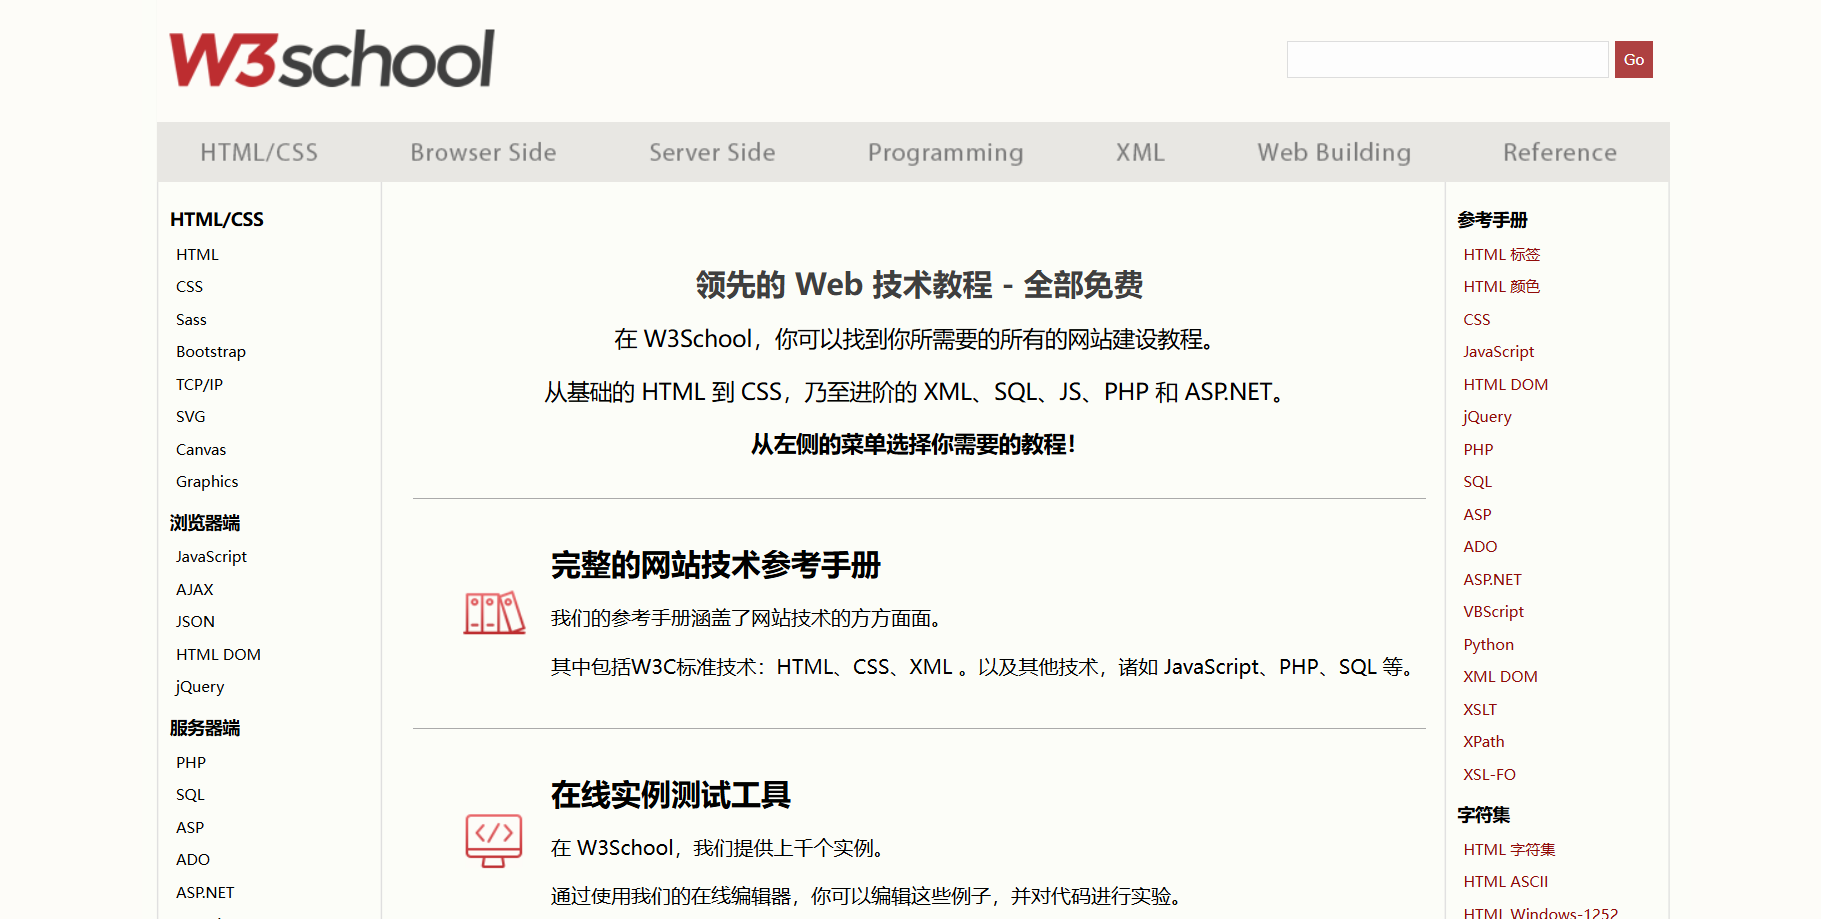 W3school
Go
HTML/CSS
Browser Side
Server Side
Programming
XML
Web Building
Reference
HTML/CSS
HTML
CSS
Sass
Bootstrap
TCP/IP
SVG
Canvas
Graphics
浏览器端
JavaScript
AJAX
JSON
HTML DOM
jQuery
服务器端
PHP
SQL
ASP
ADO
ASP.NET
领先的 Web 技术教程 - 全部免费
在 W3School，你可以找到你所需要的所有的网站建设教程。
从基础的 HTML 到 CSS，乃至进阶的 XML、SQL、JS、PHP 和 ASP.NET。
从左侧的菜单选择你需要的教程！
完整的网站技术参考手册
我们的参考手册涵盖了网站技术的方方面面。
其中包括W3C标准技术：HTML、CSS、XML 。以及其他技术，诸如 JavaScript、PHP、SQL 等。
在线实例测试工具
在 W3School，我们提供上千个实例。
通过使用我们的在线编辑器，你可以编辑这些例子，并对代码进行实验。
参考手册
HTML 标签
HTML 颜色
CSS
JavaScript
HTML DOM
jQuery
PHP
SQL
ASP
ADO
ASP.NET
VBScript
Python
XML DOM
XSLT
XPath
XSL-FO
字符集
HTML 字符集
HTML ASCII
HTML Windows-1252